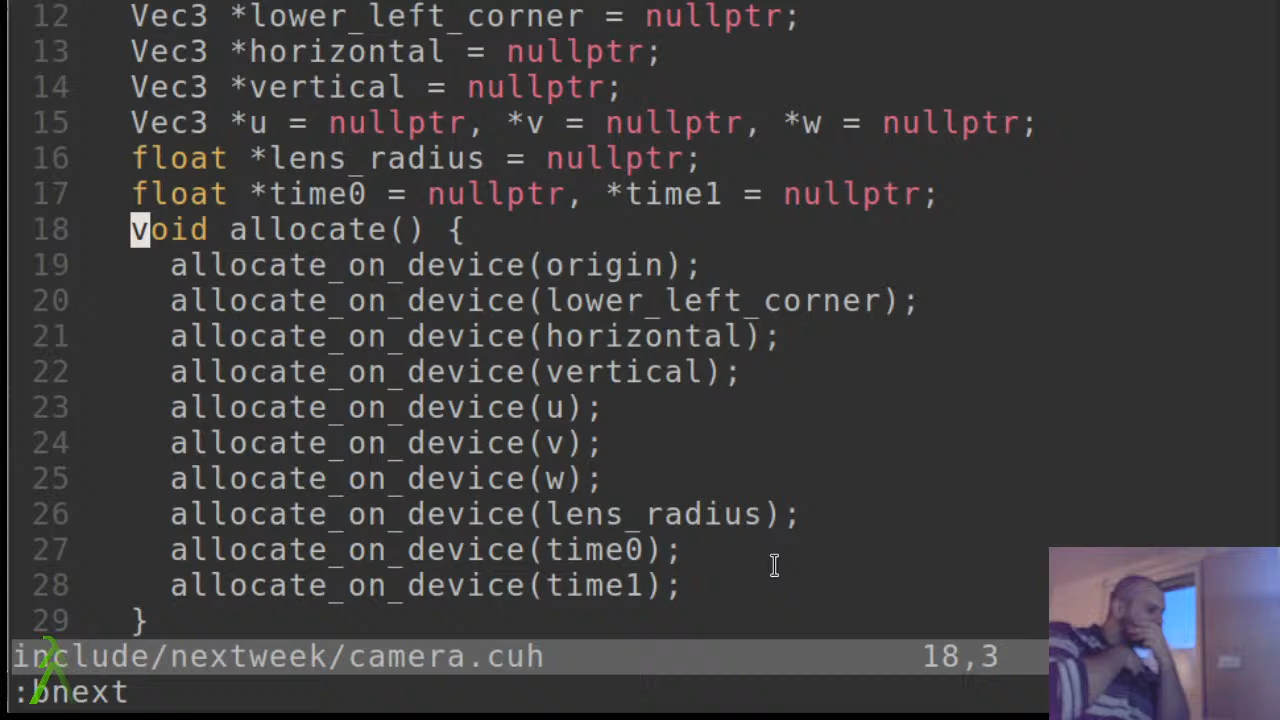 12 Vec3 *lower_left_corner = nullptr;
13 Vec3 *horizontal = nullptr;
14 Vec3 *vertical = nullptr;
15 Vec3 *u = nullptr, *v = nullptr, *w = nullptr;
16 float *lens_radius = nullptr;
17 float *time0 = nullptr, *time1 = nullptr;
18 void allocate() {
19 allocate_on_device(origin);
20 allocate_on_device(lower_left_corner);
21 allocate_on_device(horizontal);
22 allocate_on_device(vertical);
23 allocate_on_device(u);
24 allocate_on_device(v);
25 allocate_on_device(w);
26 allocate_on_device(lens_radius);
27 allocate_on_device(time0);
28 allocate_on_device(time1);
29 }
include/nextweek/camera.cuh 18,3
:bnext
λ